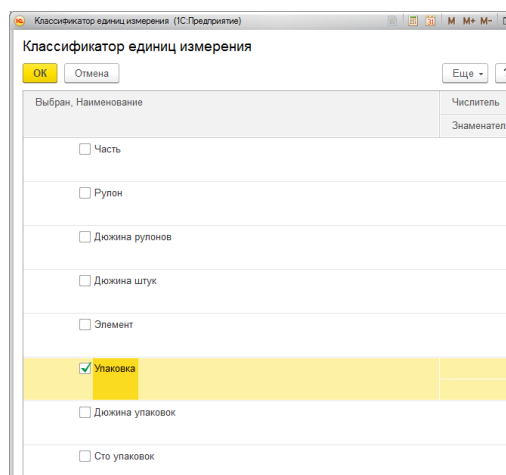 Классификатор единиц измерения (1С:Предприятие)
M M+ M-
Классификатор единиц измерения
ОК Отмена Еще
Выбран, Наименование Числитель
Знаменател
Часть
Рулон
Дюжина рулонов
Дюжина штук
Элемент
Упаковка
Дюжина упаковок
Сто упаковок